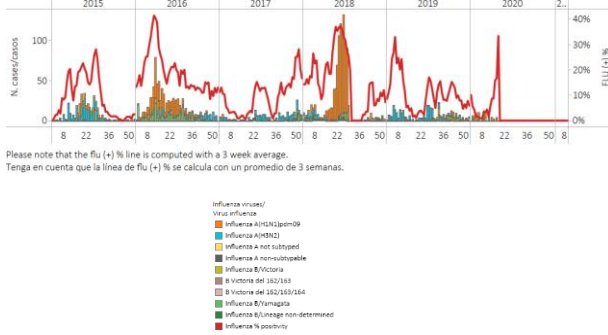 2015 2016 2017 2018 2019 2020 2..
100
50
0
N. cases/casos
40%
30%
20%
10%
0%
FLU (+) %
8 22 36 50 8 22 36 50 8 22 36 50 8 22 36 50 8 22 36 50 8 22 36 50 8
Please note that the flu (+) % line is computed with a 3 week average.
Tenga en cuenta que la línea de flu (+) % se calcula con un promedio de 3 semanas.
Influenza viruses/
Virus influenza
Influenza A(H1N1)pdm09
Influenza A(H3N2)
Influenza A not subtyped
Influenza A non-subtypable
Influenza B/Victoria
B Victoria del 162/163
B Victoria del 162/163/164
Influenza B/Yamagata
Influenza B/Lineage non-determined
Influenza % positivity